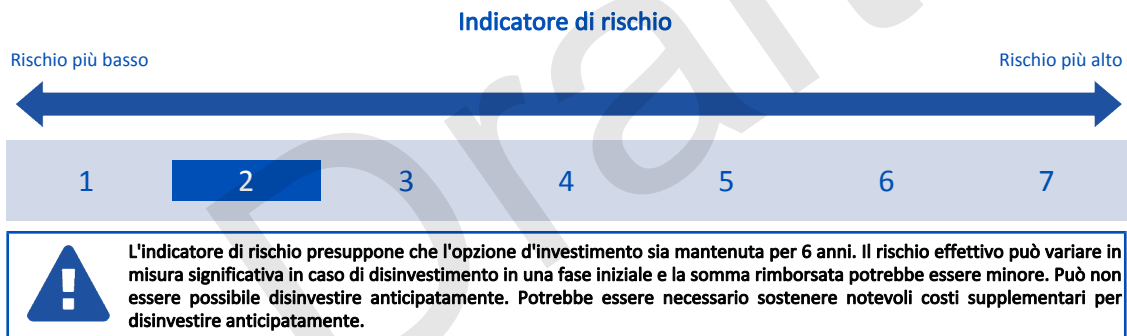 Indicatore di rischio
Rischio più basso
Rischio più alto
1 2 3 4 5 6 7
L'indicatore di rischio presuppone che l'opzione d'investimento sia mantenuta per 6 anni. Il rischio effettivo può variare in
misura significativa in caso di disinvestimento in una fase iniziale e la somma rimborsata potrebbe essere minore. Può non
essere possibile disinvestire anticipatamente. Potrebbe essere necessario sostenere notevoli costi supplementari per
disinvestire anticipatamente.